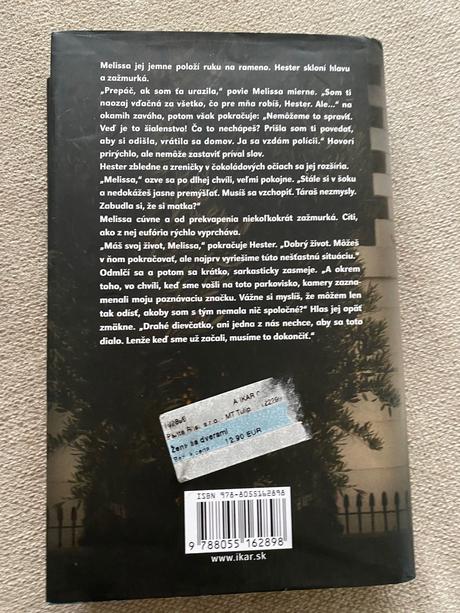 Melissa jej jemne položí ruku na rameno. Hester skloní hlavu
a zažmurká.
„Prepáč, ak som ťa urazila,“ povie Melissa mierne. „Som ti
naozaj vďačná za všetko, čo pre mňa robíš, Hester. Ale...“ na
okamih zaváha, potom však pokračuje: „Nemôžeme to spraviť.
Veď je to šialenstvo! Čo to nechápeš? Prišla som ti povedať,
aby si odišla, vrátila sa domov. Ja sa vzdám polícii.“ Hovorí
prirýchlo, ale nemôže zastaviť príval slov.
Hester zbledne a zreničky v čokoládových očiach sa jej rozšíria.
„Melissa,“ ozve sa po dlhej chvíli, veľmi pokojne. „Stále si v šoku
a nedokážeš jasne premýšľať. Musíš sa vzchopiť. Táraš nezmysly.
Zabudla si, že si matka?“
Melissa cúvne a od prekvapenia niekoľkokrát zažmurká. Cíti,
ako z nej eufória rýchlo vyprcháva.
„Máš svoj život, Melissa,“ pokračuje Hester. „Dobrý život. Môžeš
v ňom pokračovať, ale najprv vyriešime túto nešťastnú situáciu.“
Odmlčí sa a potom sa krátko, sarkasticky zasmeje. „A okrem
toho, vo chvíli, keď sme vošli na toto parkovisko, kamery zazna-
menali moju poznávaciu značku. Vážne si myslíš, že môžem len
tak odísť, akoby som s tým nemala nič spoločné?“ Hlas jej opäť
zmäkne. „Drahé dievčatko, ani jedna z nás nechce, aby sa toto
dialo. Lenže keď sme už začali, musíme to dokončiť.“
A IKAR
s.r.o. MT Tulip
Žena za dverami
12.90 EUR
ISBN 978-8055162898
9 788055 162898
www.ikar.sk